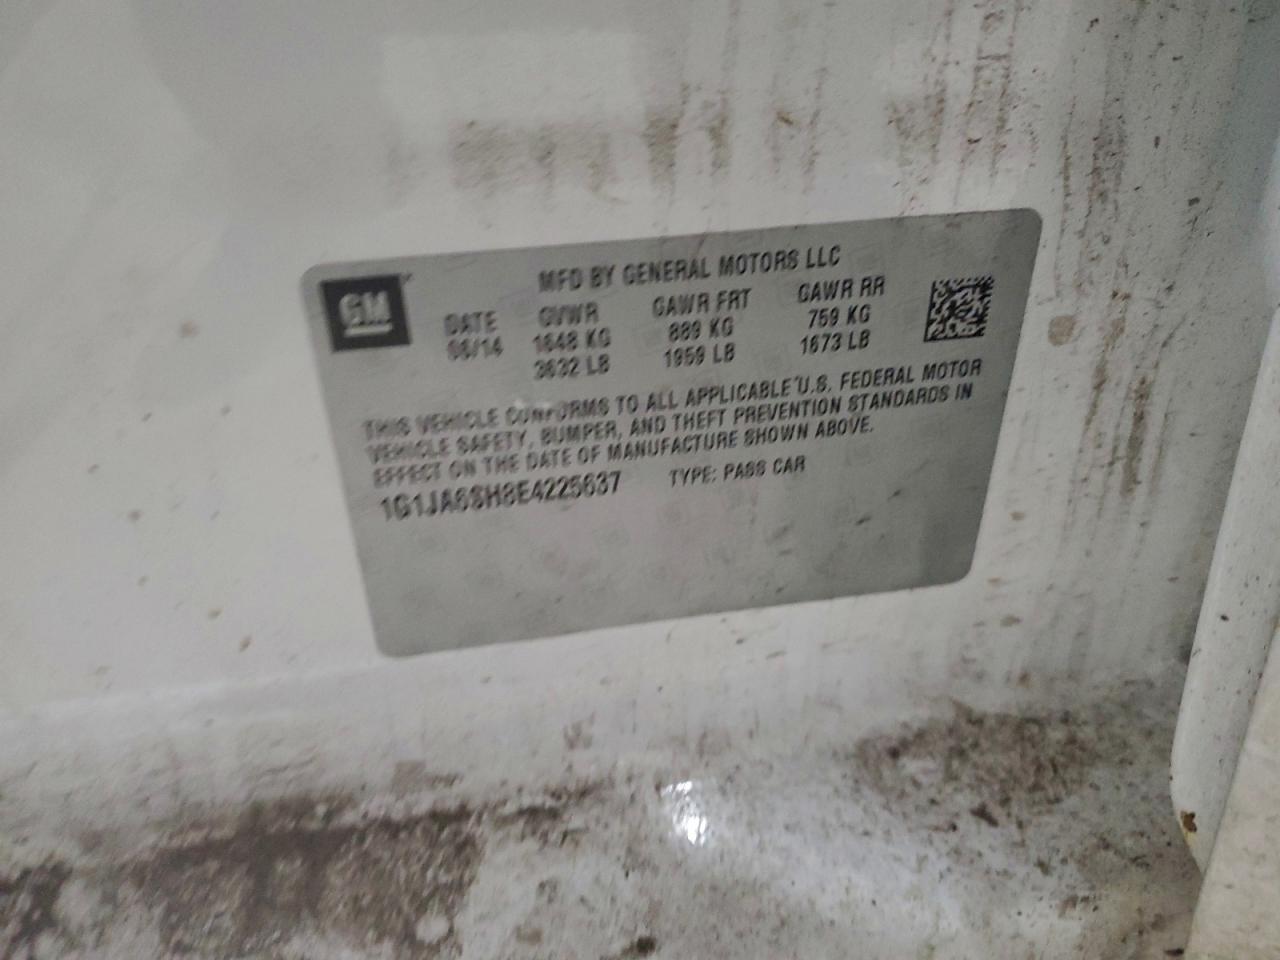 GM
MFD BY GENERAL MOTORS LLC
DATE GVWR GAWR FRT GAWR RR
1648 KG 889 KG 759 KG
3632 LB 1959 LB 1673 LB
THIS VEHICLE CONFORMS TO ALL APPLICABLE U.S. FEDERAL MOTOR
VEHICLE SAFETY, BUMPER, AND THEFT PREVENTION STANDARDS IN
EFFECT ON THE DATE OF MANUFACTURE SHOWN ABOVE.
1G1JA6SH8E4225637 TYPE: PASS CAR